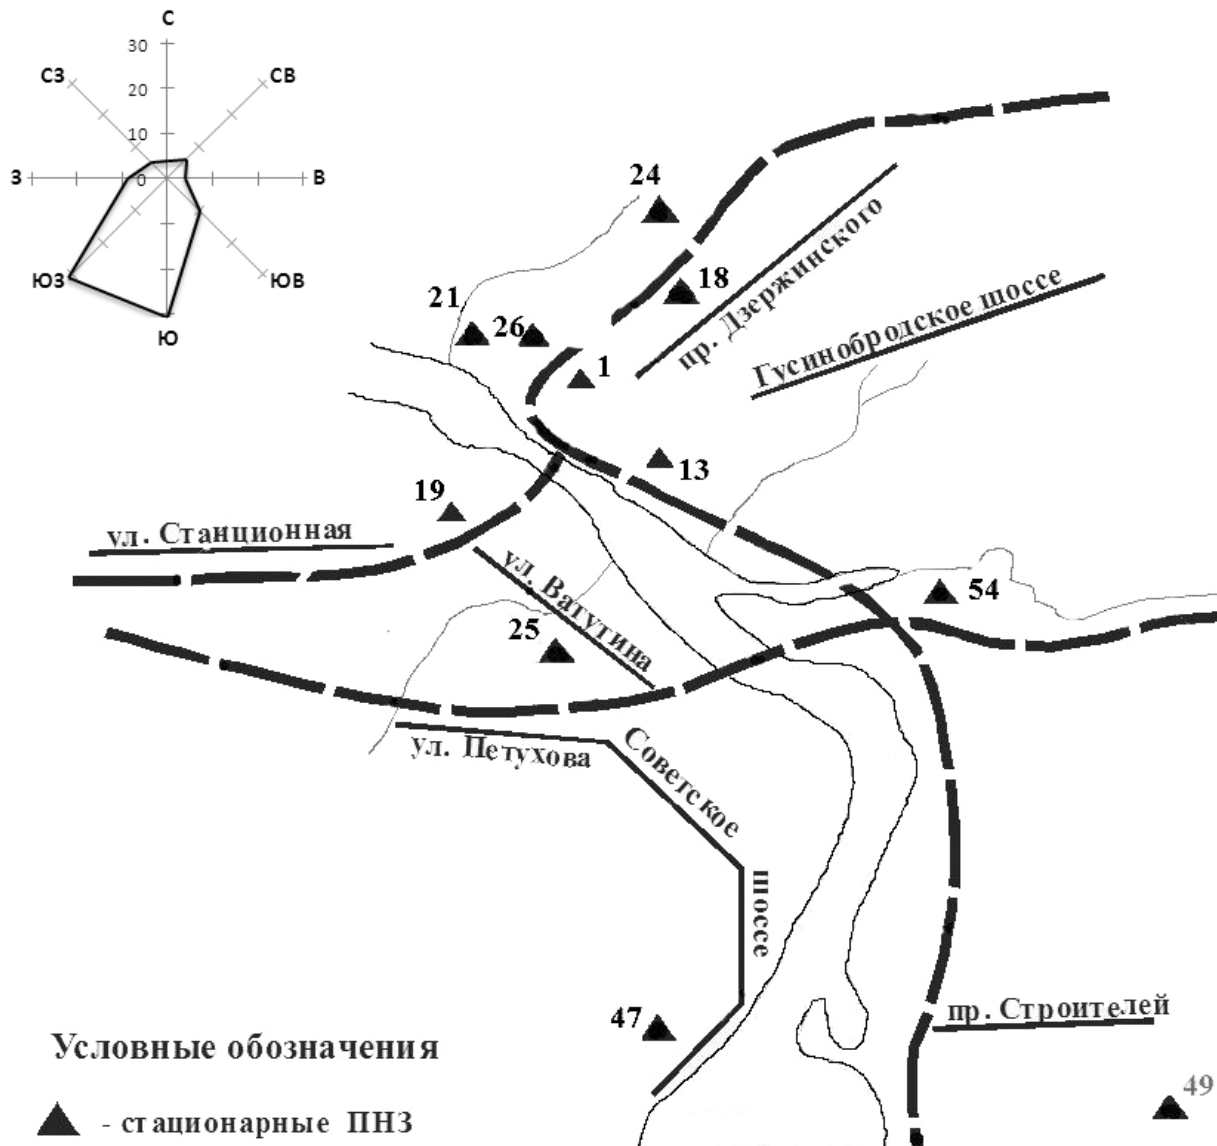 С
30
СЗ
СВ
20
10
З
0
В
ЮЗ
ЮВ
Ю
24
18
21
26
пр. Дзержинского
Гусинобродское шоссе
1
13
19
ул. Станционная
ул. Ватутина
54
25
ул. Петухова
Советское
шоссе
47
пр. Строителей
Условные обозначения
49
- стационарные ПНЗ